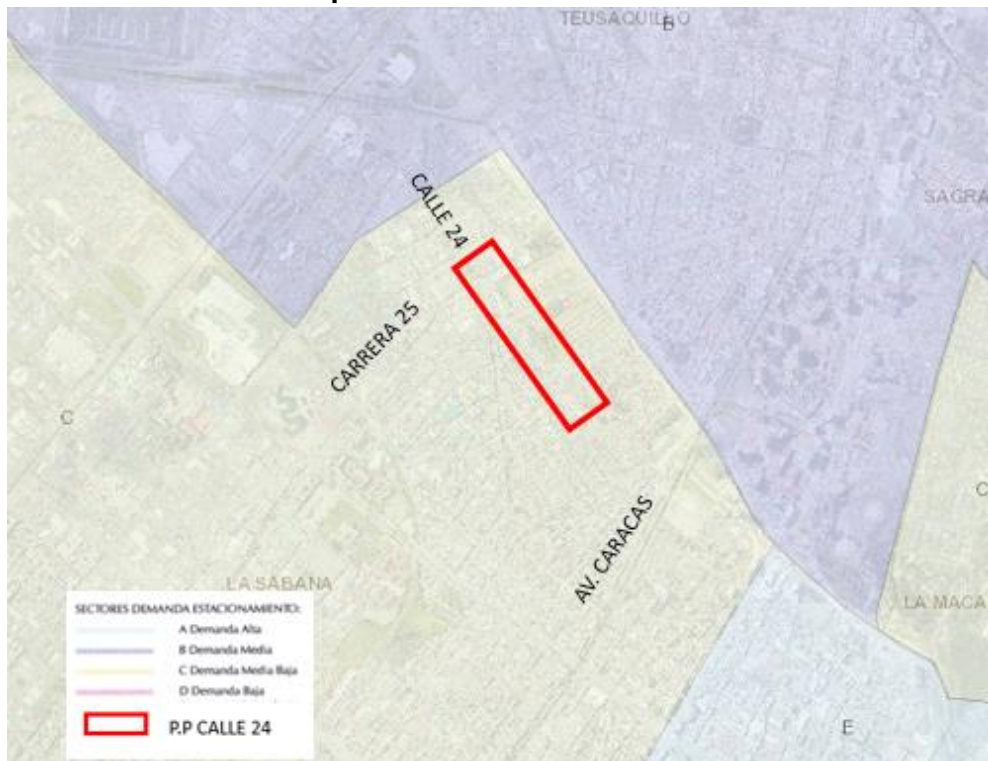 TEUSAQUILLO
B
SAGRA
CALLE 24
CARRERA 25
C
C
AV. CARACAS
LA SABANA
LA MACA
E
SECTORES DEMANDA ESTACIONAMIENTO:
A Demanda Alta
B Demanda Media
C Demanda Media Baja
D Demanda Baja
P.P CALLE 24